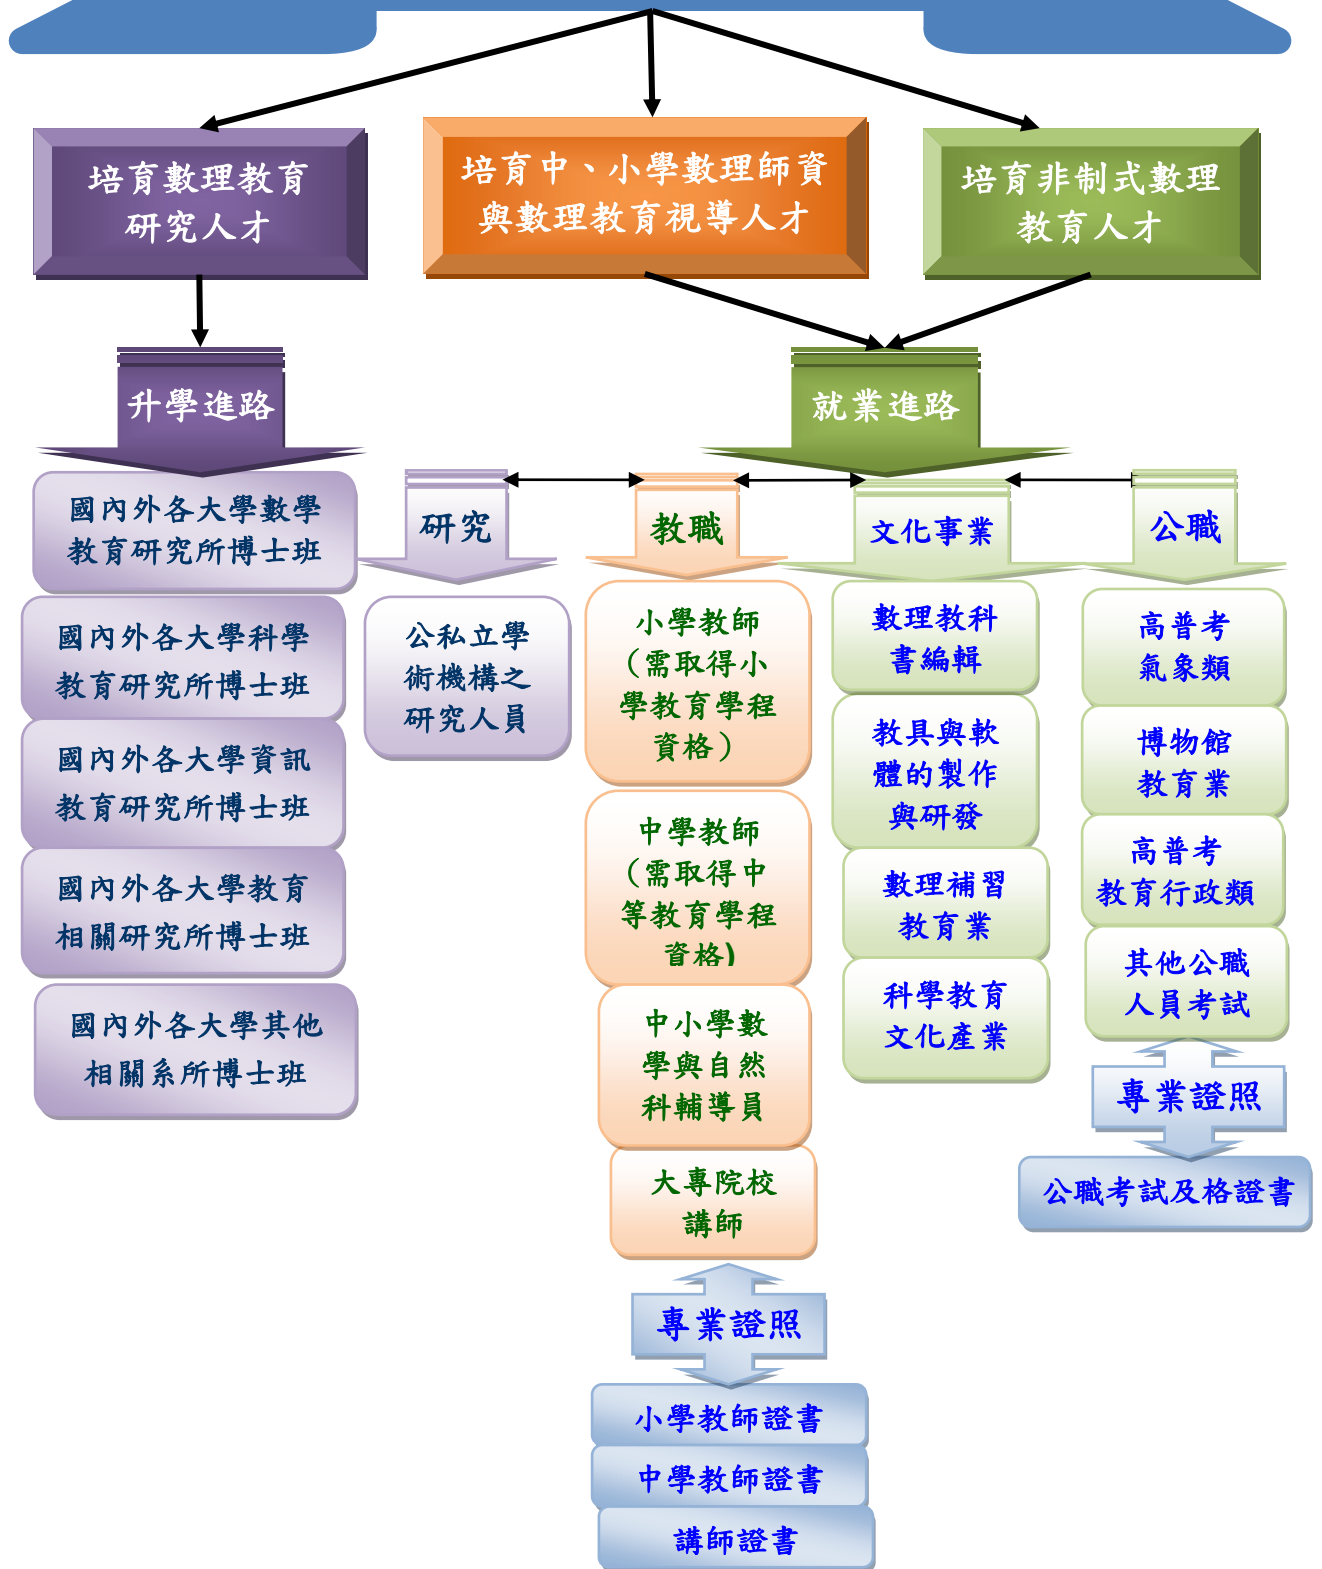 培育數理教育
研究人才
培育中、小學數理師資
與數理教育視導人才
培育非制式數理
教育人才
升學進路
就業進路
國內外各大學數學
教育研究所博士班
國內外各大學科學
教育研究所博士班
國內外各大學資訊
教育研究所博士班
國內外各大學教育
相關研究所博士班
國內外各大學其他
相關系所博士班
研究
公私立學
術機構之
研究人員
教職
小學教師
（需取得小
學教育學程
資格）
中學教師
（需取得中
等教育學程
資格)
中小學數
學與自然
科輔導員
大專院校
講師
專業證照
小學教師證書
中學教師證書
講師證書
文化事業
數理教科
書編輯
教具與軟
體的製作
與研發
數理補習
教育業
科學教育
文化產業
公職
高普考
氣象類
博物館
教育業
高普考
教育行政類
其他公職
人員考試
專業證照
公職考試及格證書